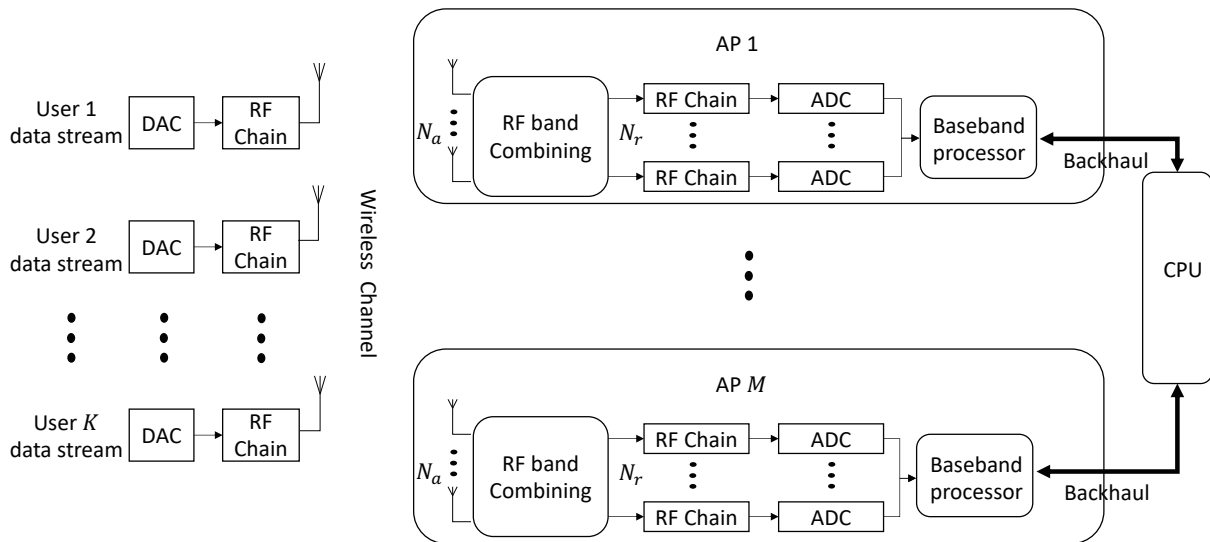 User 1
data stream
DAC
RF
Chain
User 2
data stream
DAC
RF
Chain
User K
data stream
DAC
RF
Chain
Wireless Channel
AP 1
N_a
RF band
Combining
N_r
RF Chain
ADC
RF Chain
ADC
Baseband
processor
Backhaul
CPU
AP M
N_a
RF band
Combining
N_r
RF Chain
ADC
RF Chain
ADC
Baseband
processor
Backhaul